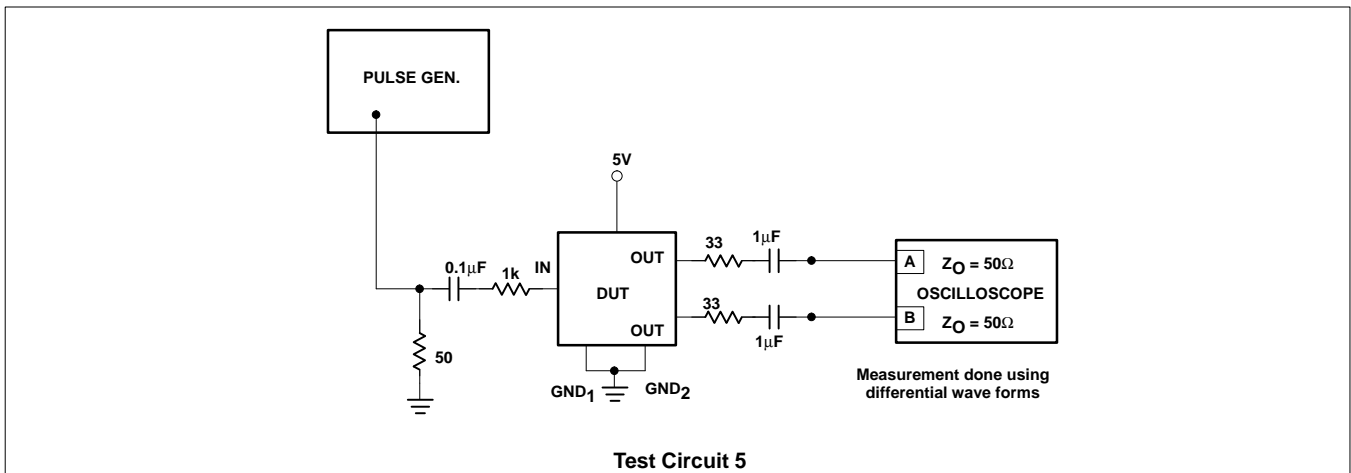 PULSE GEN.
5V
0.1μF
1k
IN
OUT
DUT
OUT
33
1μF
33
1μF
A
ZO = 50Ω
OSCILLOSCOPE
B
ZO = 50Ω
50
GND1
GND2
Measurement done using
differential wave forms
Test Circuit 5